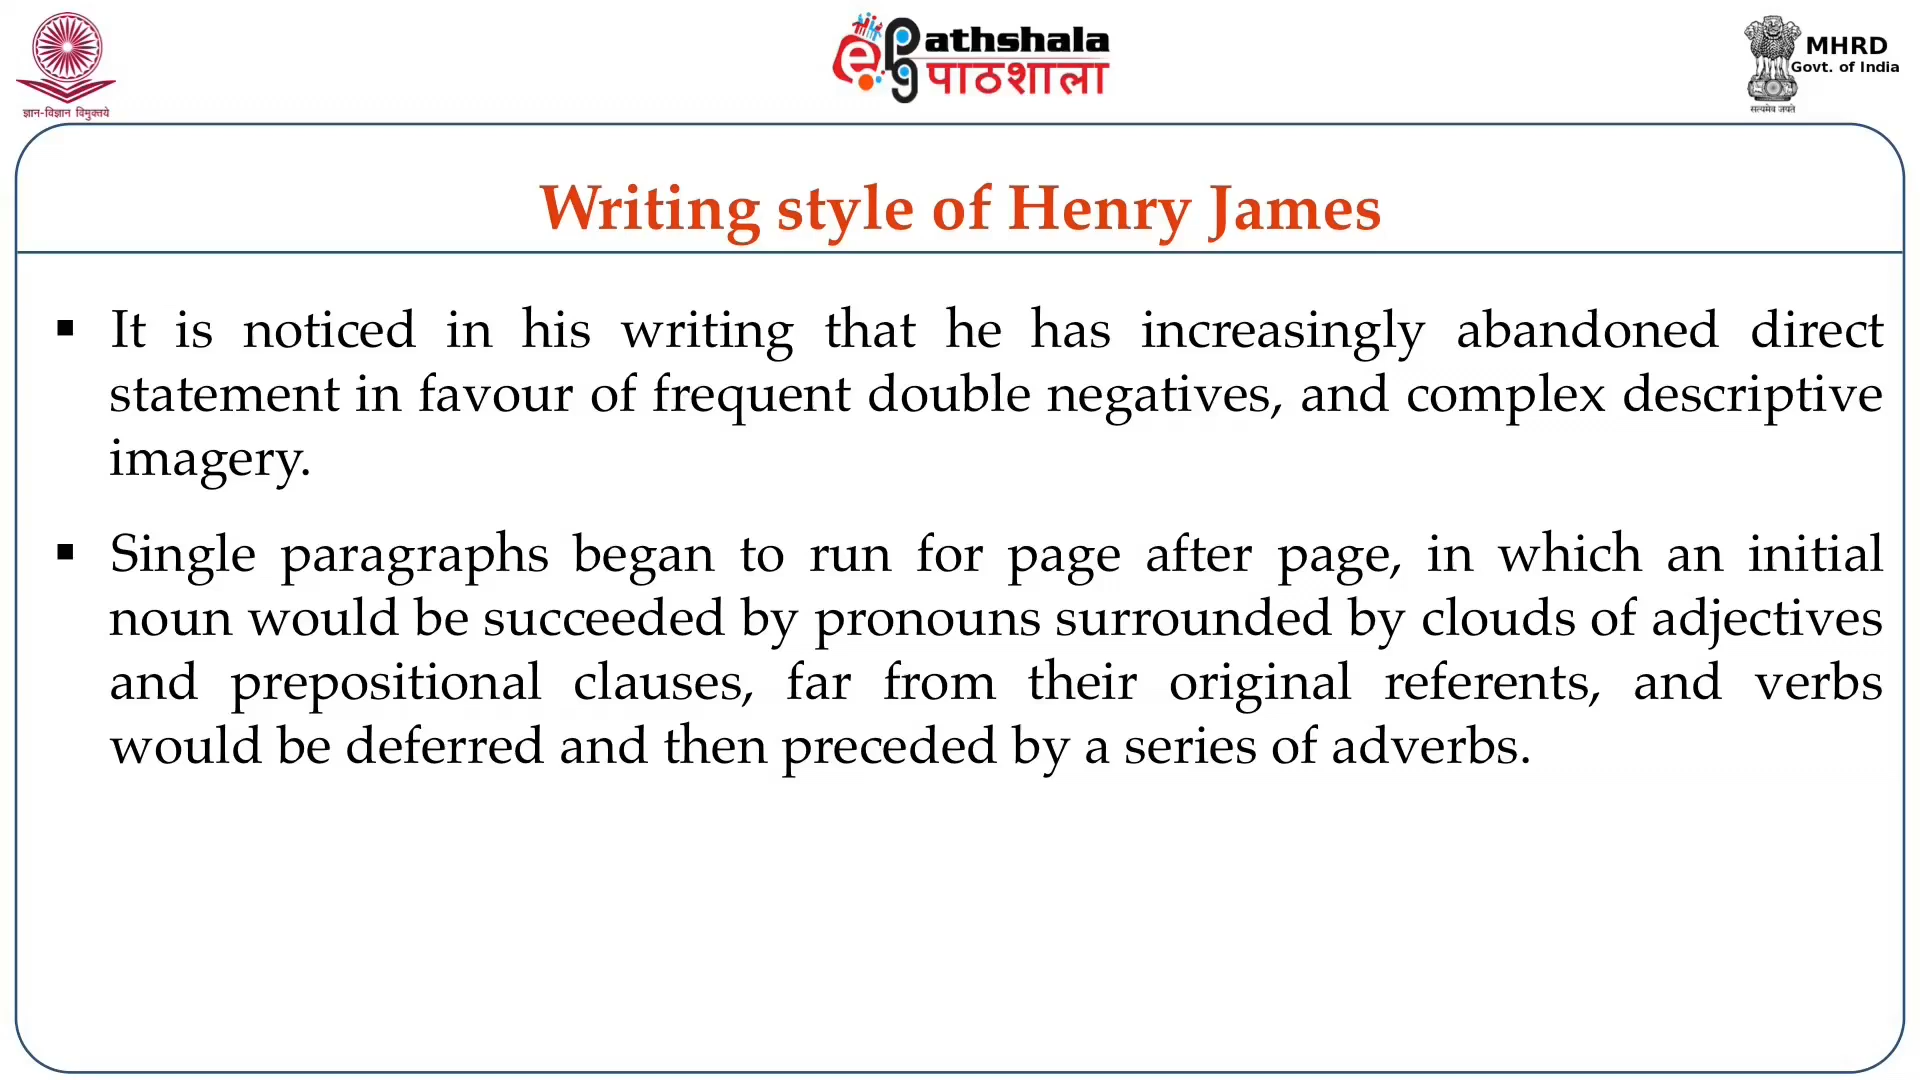 ज्ञान-विज्ञान विमुक्तये
e
PG
athshala
पाठशाला
MHRD
Govt. of India
सत्यमेव जयते
Writing style of Henry James
▪ It is noticed in his writing that he has increasingly abandoned direct
statement in favour of frequent double negatives, and complex descriptive
imagery.
▪ Single paragraphs began to run for page after page, in which an initial
noun would be succeeded by pronouns surrounded by clouds of adjectives
and prepositional clauses, far from their original referents, and verbs
would be deferred and then preceded by a series of adverbs.